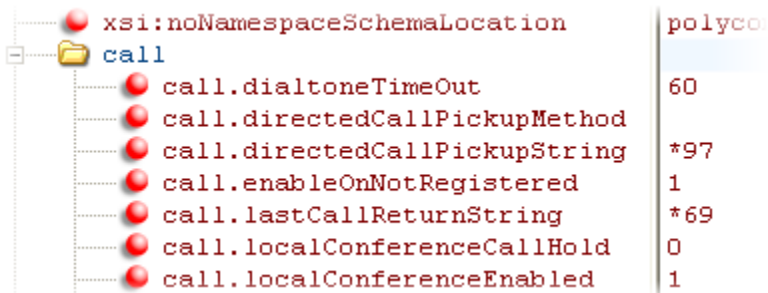 xsi:noNamespaceSchemaLocation
call
call.dialtoneTimeOut 60
call.directedCallPickupMethod
call.directedCallPickupString *97
call.enableOnNotRegistered 1
call.lastCallReturnString *69
call.localConferenceCallHold 0
call.localConferenceEnabled 1